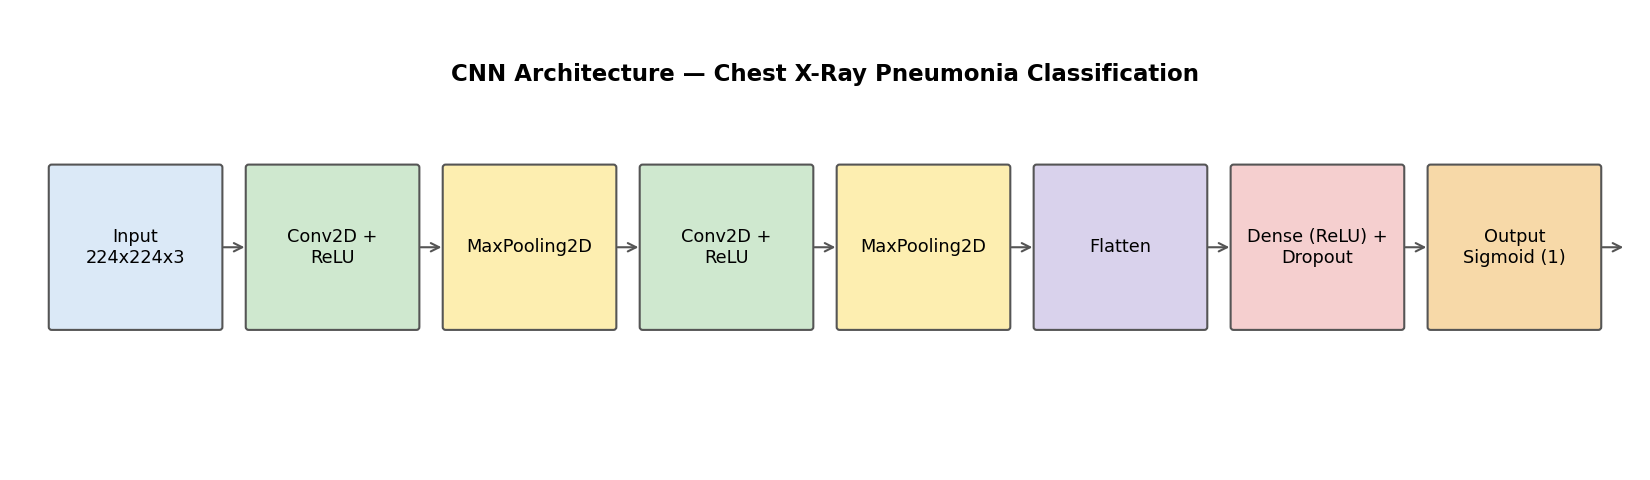 CNN Architecture — Chest X-Ray Pneumonia Classification
Input
224x224x3
Conv2D +
ReLU
MaxPooling2D
Conv2D +
ReLU
MaxPooling2D
Flatten
Dense (ReLU) +
Dropout
Output
Sigmoid (1)